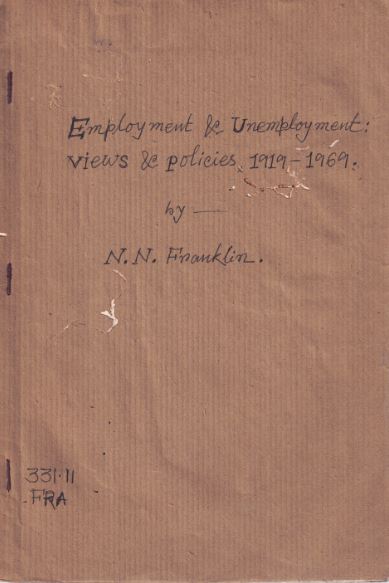 Employment & Unemployment:
views & policies, 1919-1969.
by —
N.N. Franklin.
331.11
FRA